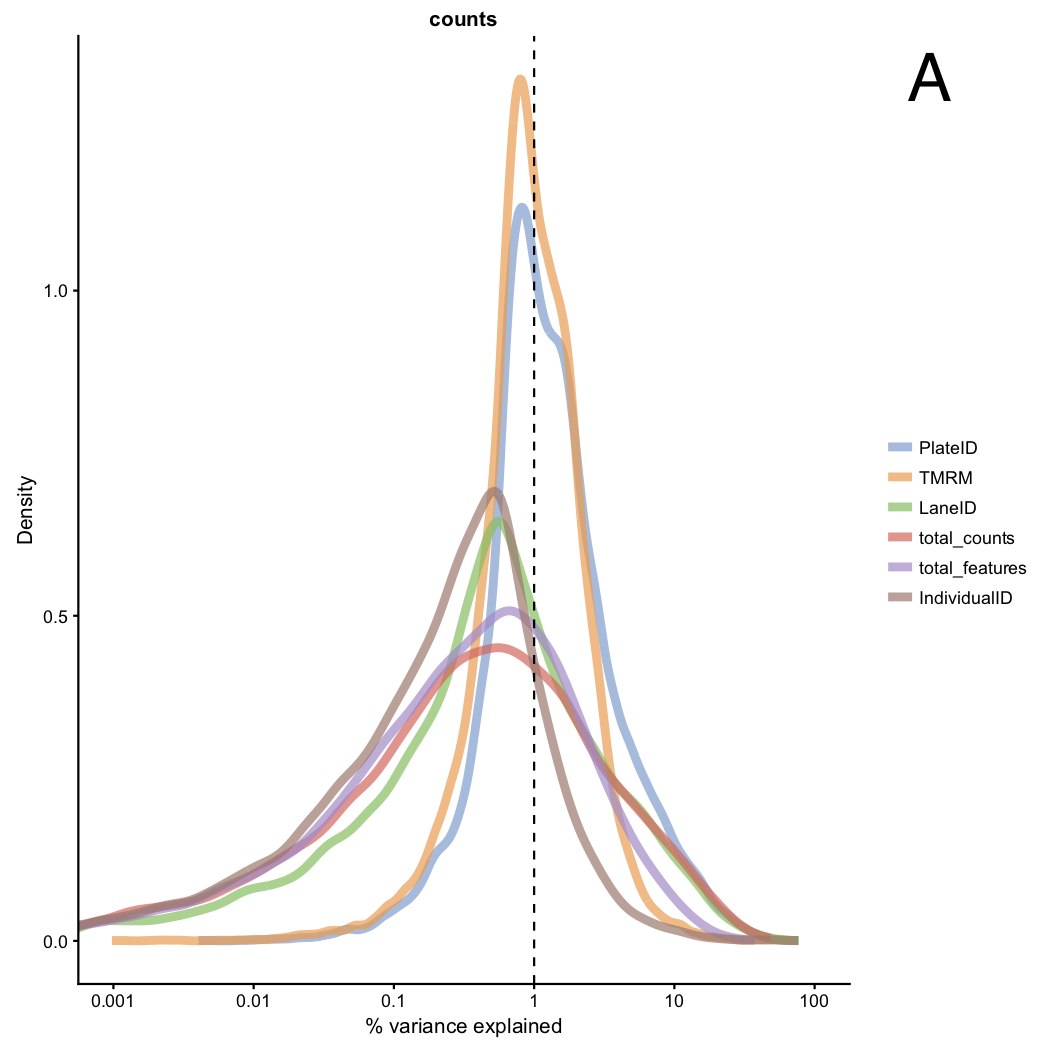 counts
A
1.0
0.5
0.0
Density
0.001
0.01
0.1
1
10
100
% variance explained
PlateID
TMRM
LaneID
total_counts
total_features
IndividualID